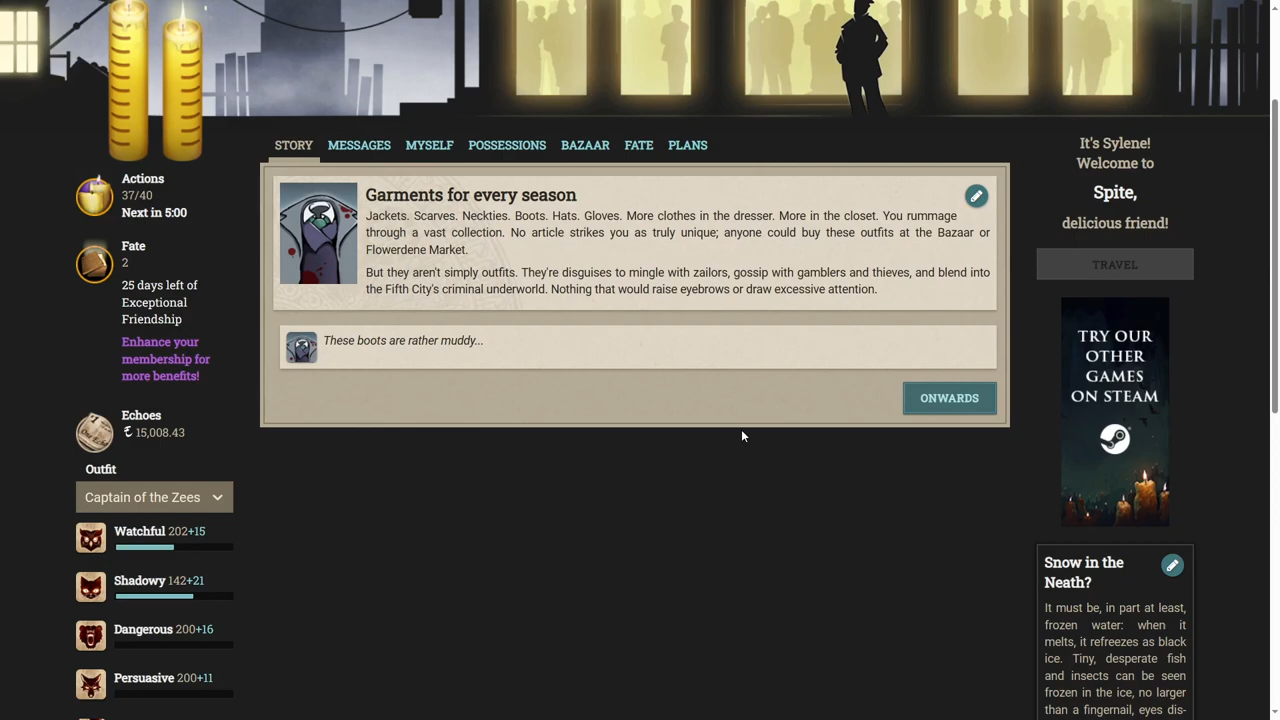 STORY MESSAGES MYSELF POSSESSIONS BAZAAR FATE PLANS
Actions
37/40
Next in 5:00
Fate
2
25 days left of
Exceptional
Friendship
Enhance your
membership for
more benefits!
Echoes
15,008.43
Outfit
Captain of the Zees
Watchful 202+15
Shadowy 142+21
Dangerous 200+16
Persuasive 200+11
Garments for every season
Jackets. Scarves. Neckties. Boots. Hats. Gloves. More clothes in the dresser. More in the closet. You rummage
through a vast collection. No article strikes you as truly unique; anyone could buy these outfits at the Bazaar or
Flowerdene Market.
But they aren't simply outfits. They're disguises to mingle with zailors, gossip with gamblers and thieves, and blend into
the Fifth City's criminal underworld. Nothing that would raise eyebrows or draw excessive attention.
These boots are rather muddy...
ONWARDS
It's Sylene!
Welcome to
Spite,
delicious friend!
TRAVEL
TRY OUR
OTHER
GAMES
ON STEAM
Snow in the
Neath?
It must be, in part at least,
frozen water: when it
melts, it refreezes as black
ice. Tiny, desperate fish
and insects can be seen
frozen in the ice, no larger
than a fingernail, eyes dis-